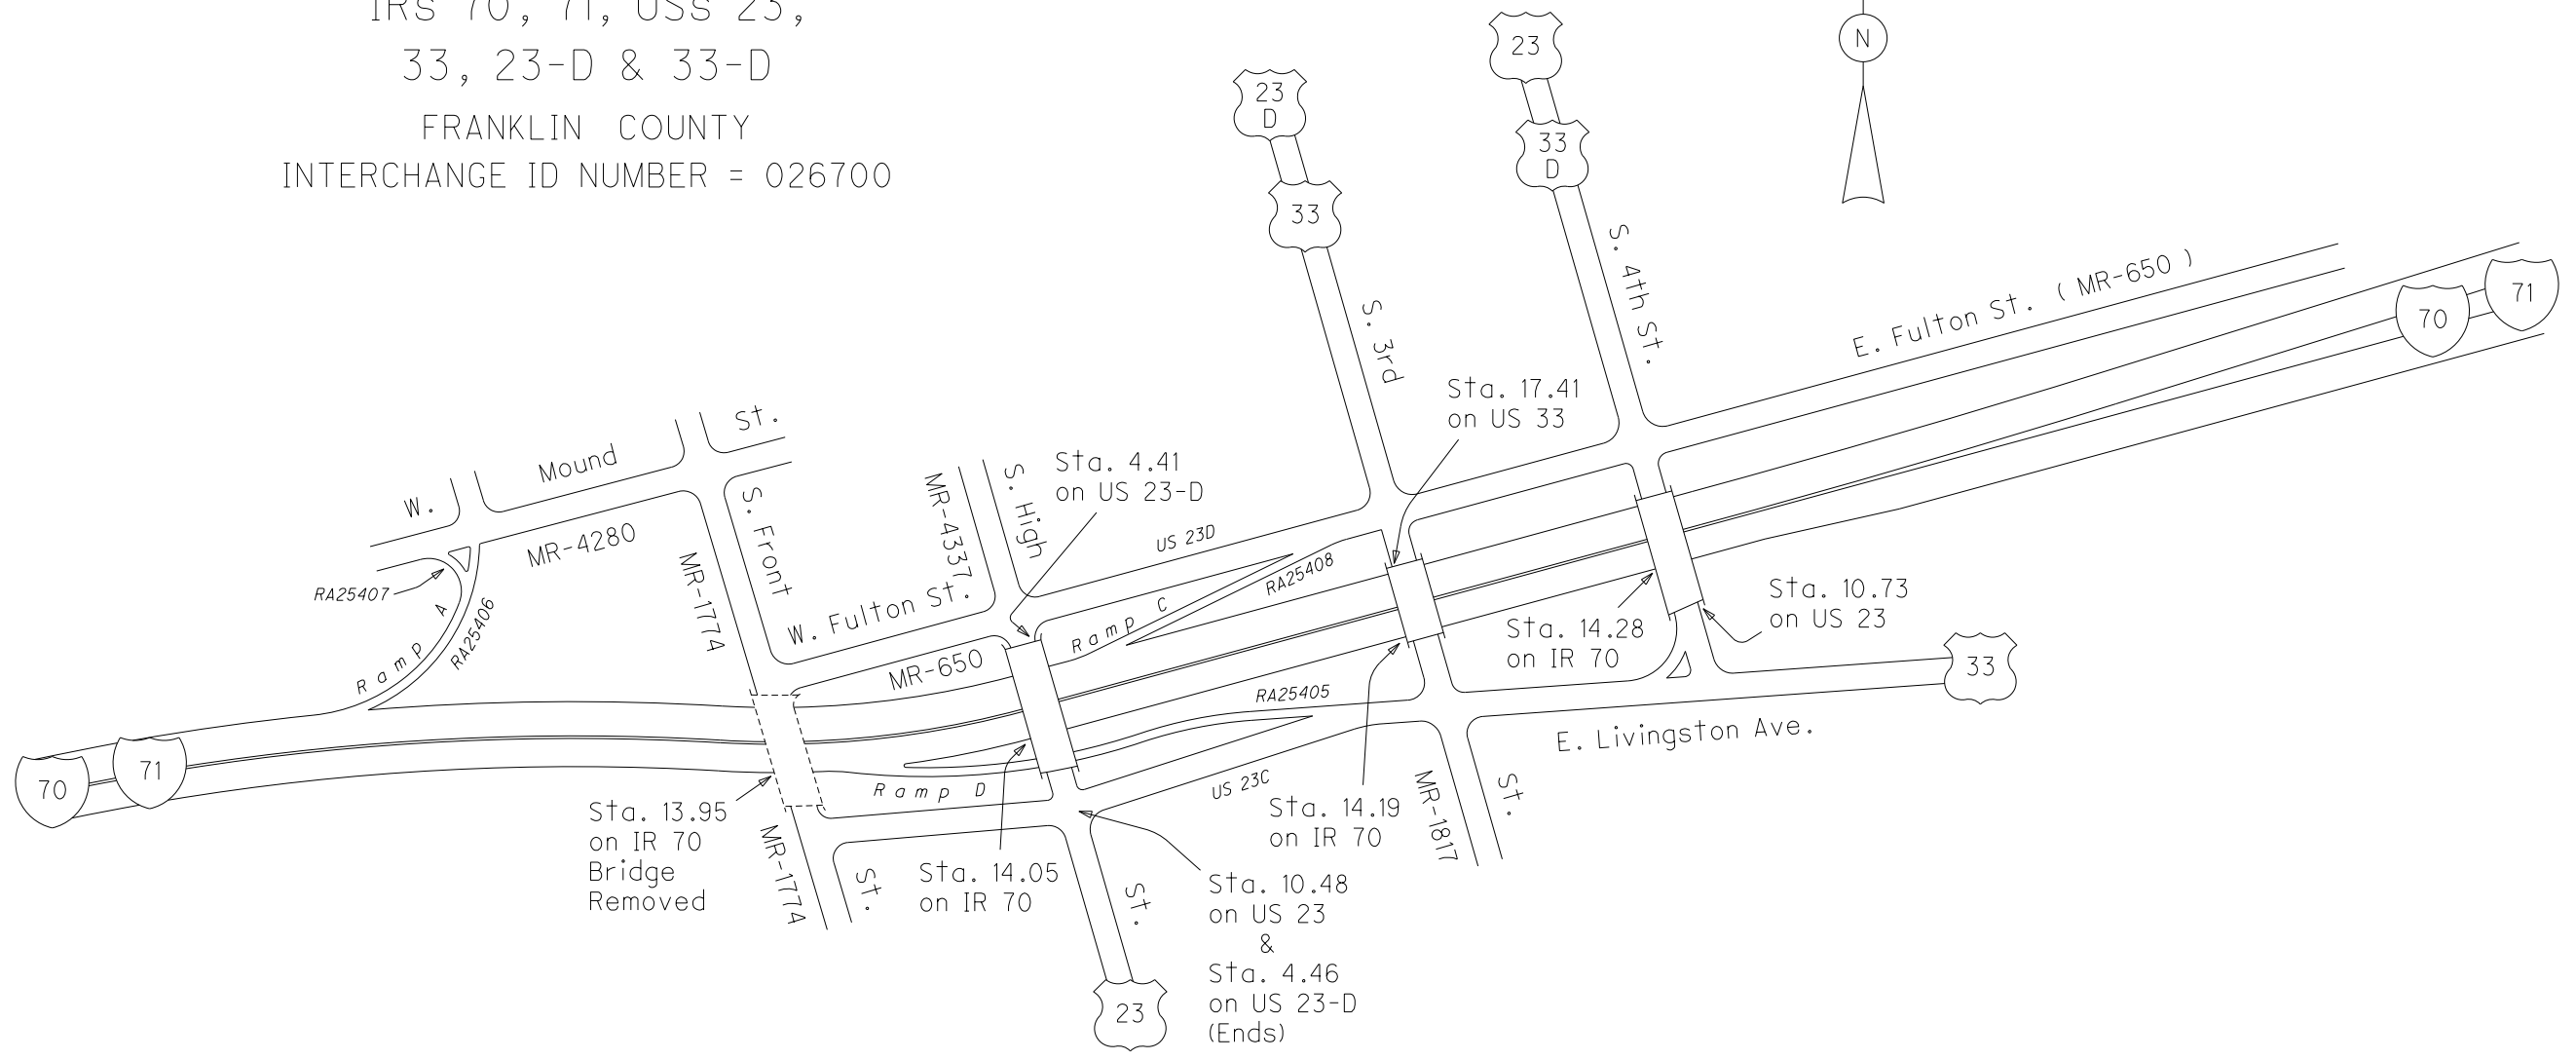 IRs 70, 71, USs 23,
33, 23-D & 33-D
FRANKLIN COUNTY
INTERCHANGE ID NUMBER = 026700
23
D
33
23
33
D
N
S. 3rd
S. 4th St.
E. Fulton St. ( MR-650 )
70
71
Sta. 17.41
on US 33
W.
Mound
St.
MR-4280
S. Front
MR-1774
MR-4337
S. High
Sta. 4.41
on US 23-D
US 23D
RA25407
Ramp A
RA25406
W. Fulton St.
MR-650
Ramp C
RA25408
Sta. 14.28
on IR 70
Sta. 10.73
on US 23
33
E. Livingston Ave.
RA25405
70
71
Ramp D
US 23C
Sta. 13.95
on IR 70
Bridge
Removed
MR-1774
St.
Sta. 14.05
on IR 70
St.
Sta. 14.19
on IR 70
MR-1817
St.
Sta. 10.48
on US 23
&
Sta. 4.46
on US 23-D
(Ends)
23